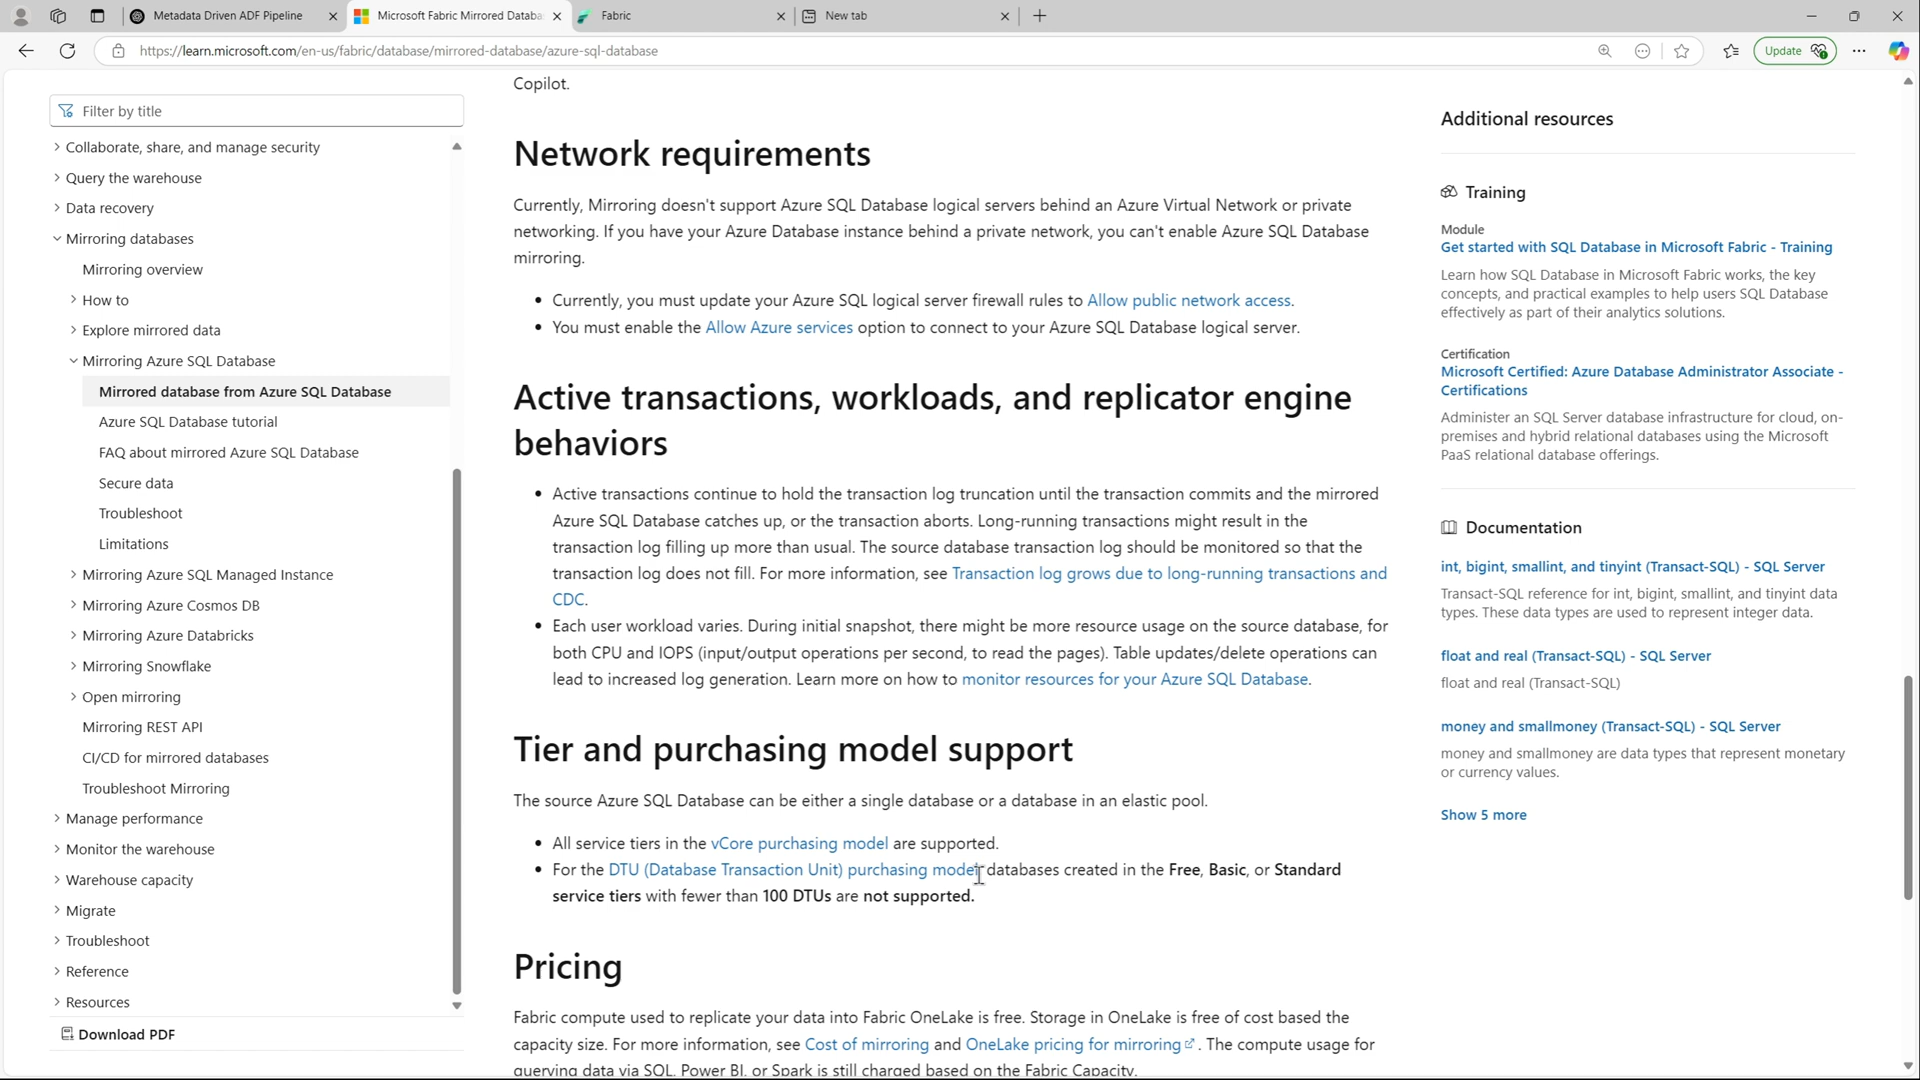 Metadata Driven ADF Pipeline
Microsoft Fabric Mirrored Databa
Fabric
New tab
https://learn.microsoft.com/en-us/fabric/database/mirrored-database/azure-sql-database
Update
Filter by title
Collaborate, share, and manage security
Query the warehouse
Data recovery
Mirroring databases
Mirroring overview
How to
Explore mirrored data
Mirroring Azure SQL Database
Mirrored database from Azure SQL Database
Azure SQL Database tutorial
FAQ about mirrored Azure SQL Database
Secure data
Troubleshoot
Limitations
Mirroring Azure SQL Managed Instance
Mirroring Azure Cosmos DB
Mirroring Azure Databricks
Mirroring Snowflake
Open mirroring
Mirroring REST API
CI/CD for mirrored databases
Troubleshoot Mirroring
Manage performance
Monitor the warehouse
Warehouse capacity
Migrate
Troubleshoot
Reference
Resources
Download PDF
Copilot.
Network requirements
Currently, Mirroring doesn't support Azure SQL Database logical servers behind an Azure Virtual Network or private
networking. If you have your Azure Database instance behind a private network, you can't enable Azure SQL Database
mirroring.
• Currently, you must update your Azure SQL logical server firewall rules to Allow public network access.
• You must enable the Allow Azure services option to connect to your Azure SQL Database logical server.
Active transactions, workloads, and replicator engine
behaviors
• Active transactions continue to hold the transaction log truncation until the transaction commits and the mirrored
Azure SQL Database catches up, or the transaction aborts. Long-running transactions might result in the
transaction log filling up more than usual. The source database transaction log should be monitored so that the
transaction log does not fill. For more information, see Transaction log grows due to long-running transactions and
CDC.
• Each user workload varies. During initial snapshot, there might be more resource usage on the source database, for
both CPU and IOPS (input/output operations per second, to read the pages). Table updates/delete operations can
lead to increased log generation. Learn more on how to monitor resources for your Azure SQL Database.
Tier and purchasing model support
The source Azure SQL Database can be either a single database or a database in an elastic pool.
• All service tiers in the vCore purchasing model are supported.
• For the DTU (Database Transaction Unit) purchasing model, databases created in the Free, Basic, or Standard
service tiers with fewer than 100 DTUs are not supported.
Pricing
Fabric compute used to replicate your data into Fabric OneLake is free. Storage in OneLake is free of cost based the
capacity size. For more information, see Cost of mirroring and OneLake pricing for mirroring. The compute usage for
querying data via SQL, Power BI, or Spark is still charged based on the Fabric Capacity.
Additional resources
Training
Module
Get started with SQL Database in Microsoft Fabric - Training
Learn how SQL Database in Microsoft Fabric works, the key
concepts, and practical examples to help users SQL Database
effectively as part of their analytics solutions.
Certification
Microsoft Certified: Azure Database Administrator Associate -
Certifications
Administer an SQL Server database infrastructure for cloud, on-
premises and hybrid relational databases using the Microsoft
PaaS relational database offerings.
Documentation
int, bigint, smallint, and tinyint (Transact-SQL) - SQL Server
Transact-SQL reference for int, bigint, smallint, and tinyint data
types. These data types are used to represent integer data.
float and real (Transact-SQL) - SQL Server
float and real (Transact-SQL)
money and smallmoney (Transact-SQL) - SQL Server
money and smallmoney are data types that represent monetary
or currency values.
Show 5 more